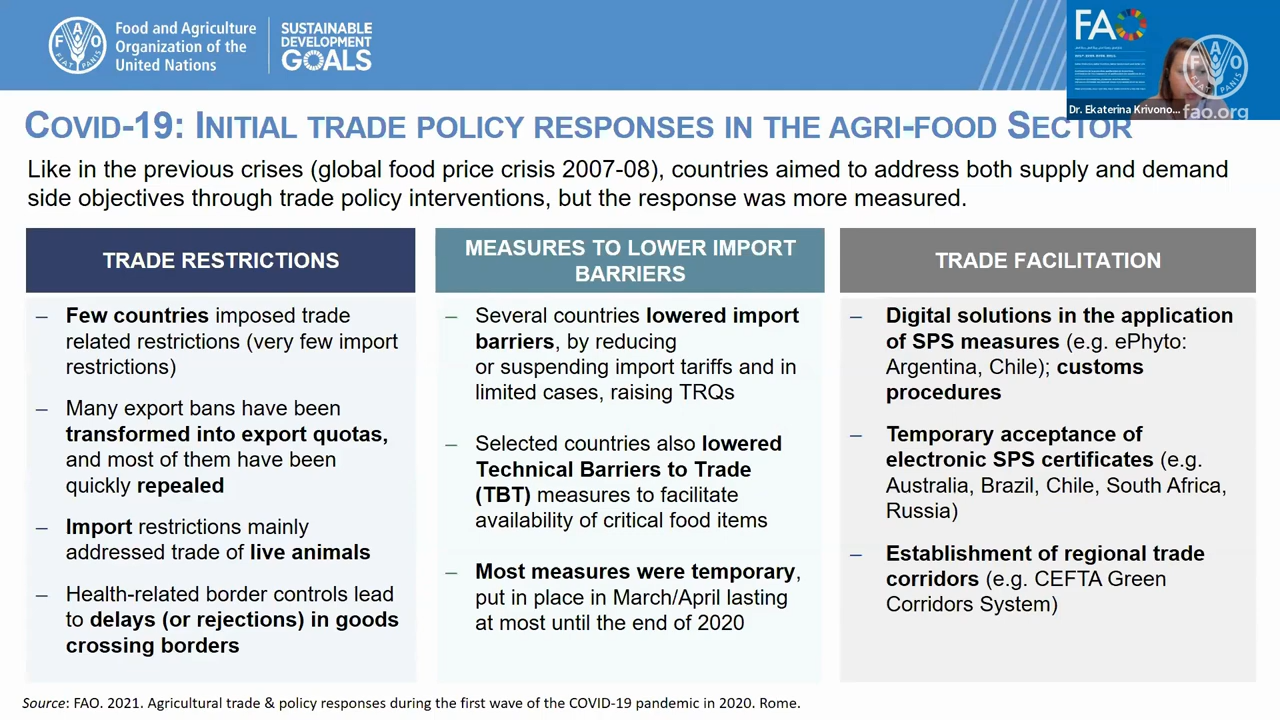 Food and Agriculture
Organization of the
United Nations
SUSTAINABLE
DEVELOPMENT
GOALS
FAO
FIAT PANIS
FAO
Dr. Ekaterina Krivono...
FAO
fao.org
COVID-19: INITIAL TRADE POLICY RESPONSES IN THE AGRI-FOOD SECTOR
Like in the previous crises (global food price crisis 2007-08), countries aimed to address both supply and demand
side objectives through trade policy interventions, but the response was more measured.
TRADE RESTRICTIONS
– Few countries imposed trade
related restrictions (very few import
restrictions)
– Many export bans have been
transformed into export quotas,
and most of them have been
quickly repealed
– Import restrictions mainly
addressed trade of live animals
– Health-related border controls lead
to delays (or rejections) in goods
crossing borders
MEASURES TO LOWER IMPORT
BARRIERS
– Several countries lowered import
barriers, by reducing
or suspending import tariffs and in
limited cases, raising TRQs
– Selected countries also lowered
Technical Barriers to Trade
(TBT) measures to facilitate
availability of critical food items
– Most measures were temporary,
put in place in March/April lasting
at most until the end of 2020
TRADE FACILITATION
– Digital solutions in the application
of SPS measures (e.g. ePhyto:
Argentina, Chile); customs
procedures
– Temporary acceptance of
electronic SPS certificates (e.g.
Australia, Brazil, Chile, South Africa,
Russia)
– Establishment of regional trade
corridors (e.g. CEFTA Green
Corridors System)
Source: FAO. 2021. Agricultural trade & policy responses during the first wave of the COVID-19 pandemic in 2020. Rome.